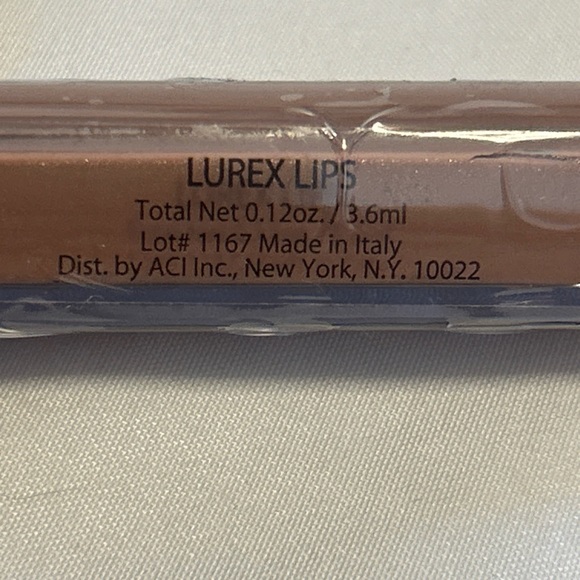 LUREX LIPS
Total Net 0.12oz. / 3.6ml
Lot# 1167 Made in Italy
Dist. by ACI Inc., New York, N.Y. 10022